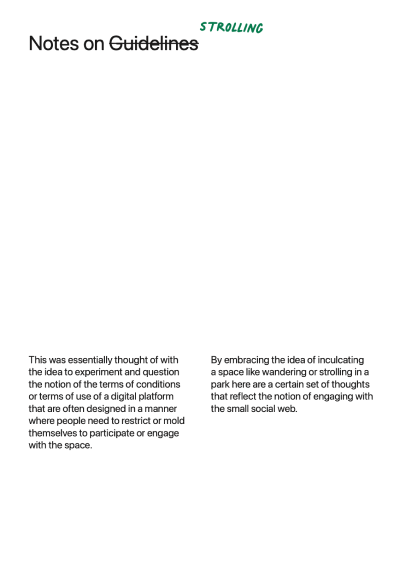 STROLLING
Notes on Guidelines
This was essentially thought of with
the idea to experiment and question
the notion of the terms of conditions
or terms of use of a digital platform
that are often designed in a manner
where people need to restrict or mold
themselves to participate or engage
with the space.
By embracing the idea of inculcating
a space like wandering or strolling in a
park here are a certain set of thoughts
that reflect the notion of engaging with
the small social web.